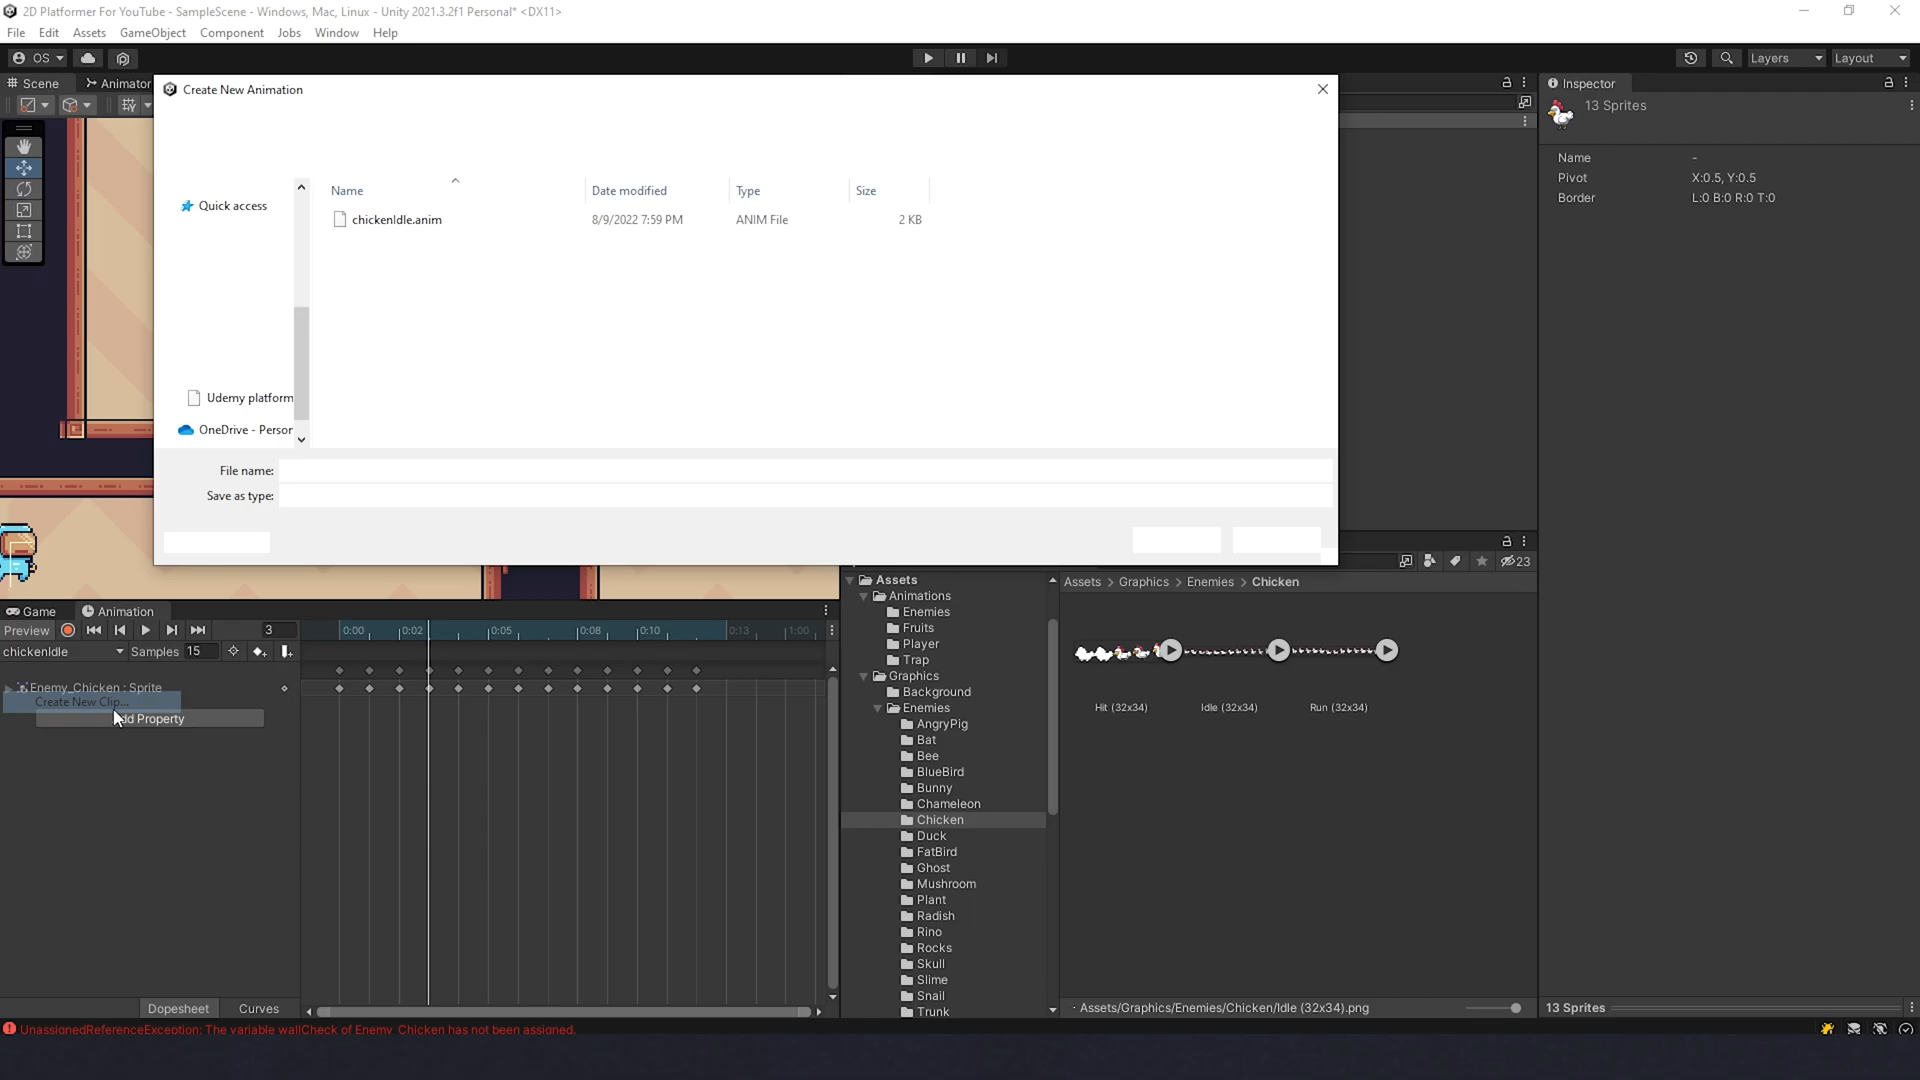 2D Platformer For YouTube - SampleScene - Windows, Mac, Linux - Unity 2021.3.2f1 Personal* <DX11>
File Edit Assets GameObject Component Jobs Window Help
OS Layers Layout
Scene Animator
Create New Animation
Inspector
13 Sprites
Name -
Pivot X:0.5, Y:0.5
Border L:0 B:0 R:0 T:0
Name Date modified Type Size
Quick access
chickenIdle.anim 8/9/2022 7:59 PM ANIM File 2 KB
Udemy platform
OneDrive - Person
File name:
Save as type:
23
Game Animation
Preview 3 0:00 0:02 0:05 0:08 0:10 0:13 1:00
chickenIdle Samples 15
Enemy_Chicken : Sprite
Create New Clip...
dd Property
Dopesheet Curves
Assets
Animations
Enemies
Fruits
Player
Trap
Graphics
Background
Enemies
AngryPig
Bat
Bee
BlueBird
Bunny
Chameleon
Chicken
Duck
FatBird
Ghost
Mushroom
Plant
Radish
Rino
Rocks
Skull
Slime
Snail
Trunk
Assets > Graphics > Enemies > Chicken
Hit (32x34) Idle (32x34) Run (32x34)
Assets/Graphics/Enemies/Chicken/Idle (32x34).png
13 Sprites
UnassignedReferenceException: The variable wallCheck of Enemy_Chicken has not been assigned.